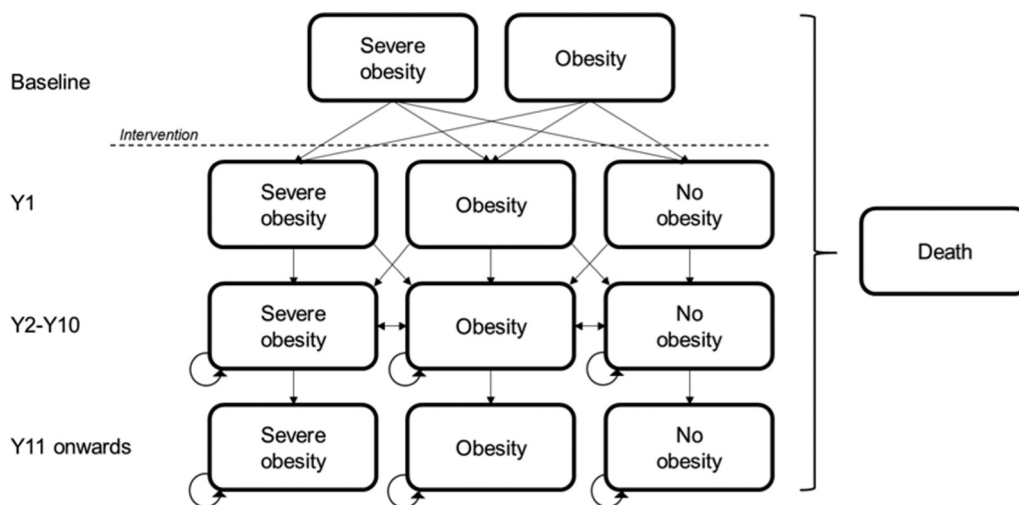 Baseline
Severe
obesity
Obesity
Intervention
Y1
Severe
obesity
Obesity
No
obesity
Death
Y2-Y10
Severe
obesity
Obesity
No
obesity
Y11 onwards
Severe
obesity
Obesity
No
obesity